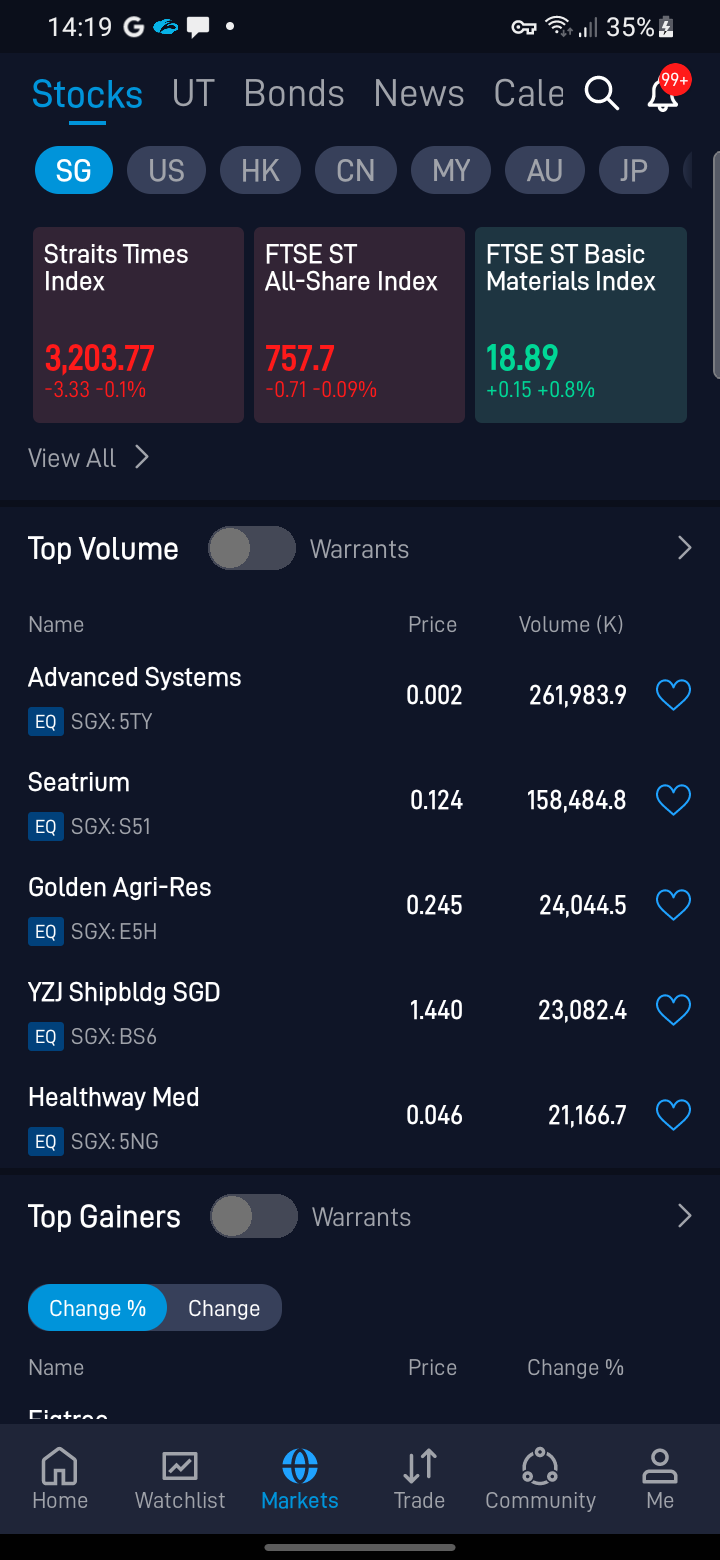 14:19 G 35%
Stocks UT Bonds News Cale 99+
SG US HK CN MY AU JP
Straits Times
Index
3,203.77
-3.33 -0.1%
FTSE ST
All-Share Index
757.7
-0.71 -0.09%
FTSE ST Basic
Materials Index
18.89
+0.15 +0.8%
View All
Top Volume Warrants
Name Price Volume (K)
Advanced Systems
EQ SGX: 5TY
0.002 261,983.9
Seatrium
EQ SGX: S51
0.124 158,484.8
Golden Agri-Res
EQ SGX: E5H
0.245 24,044.5
YZJ Shipbldg SGD
EQ SGX: BS6
1.440 23,082.4
Healthway Med
EQ SGX: 5NG
0.046 21,166.7
Top Gainers Warrants
Change % Change
Name Price Change %
Home Watchlist Markets Trade Community Me